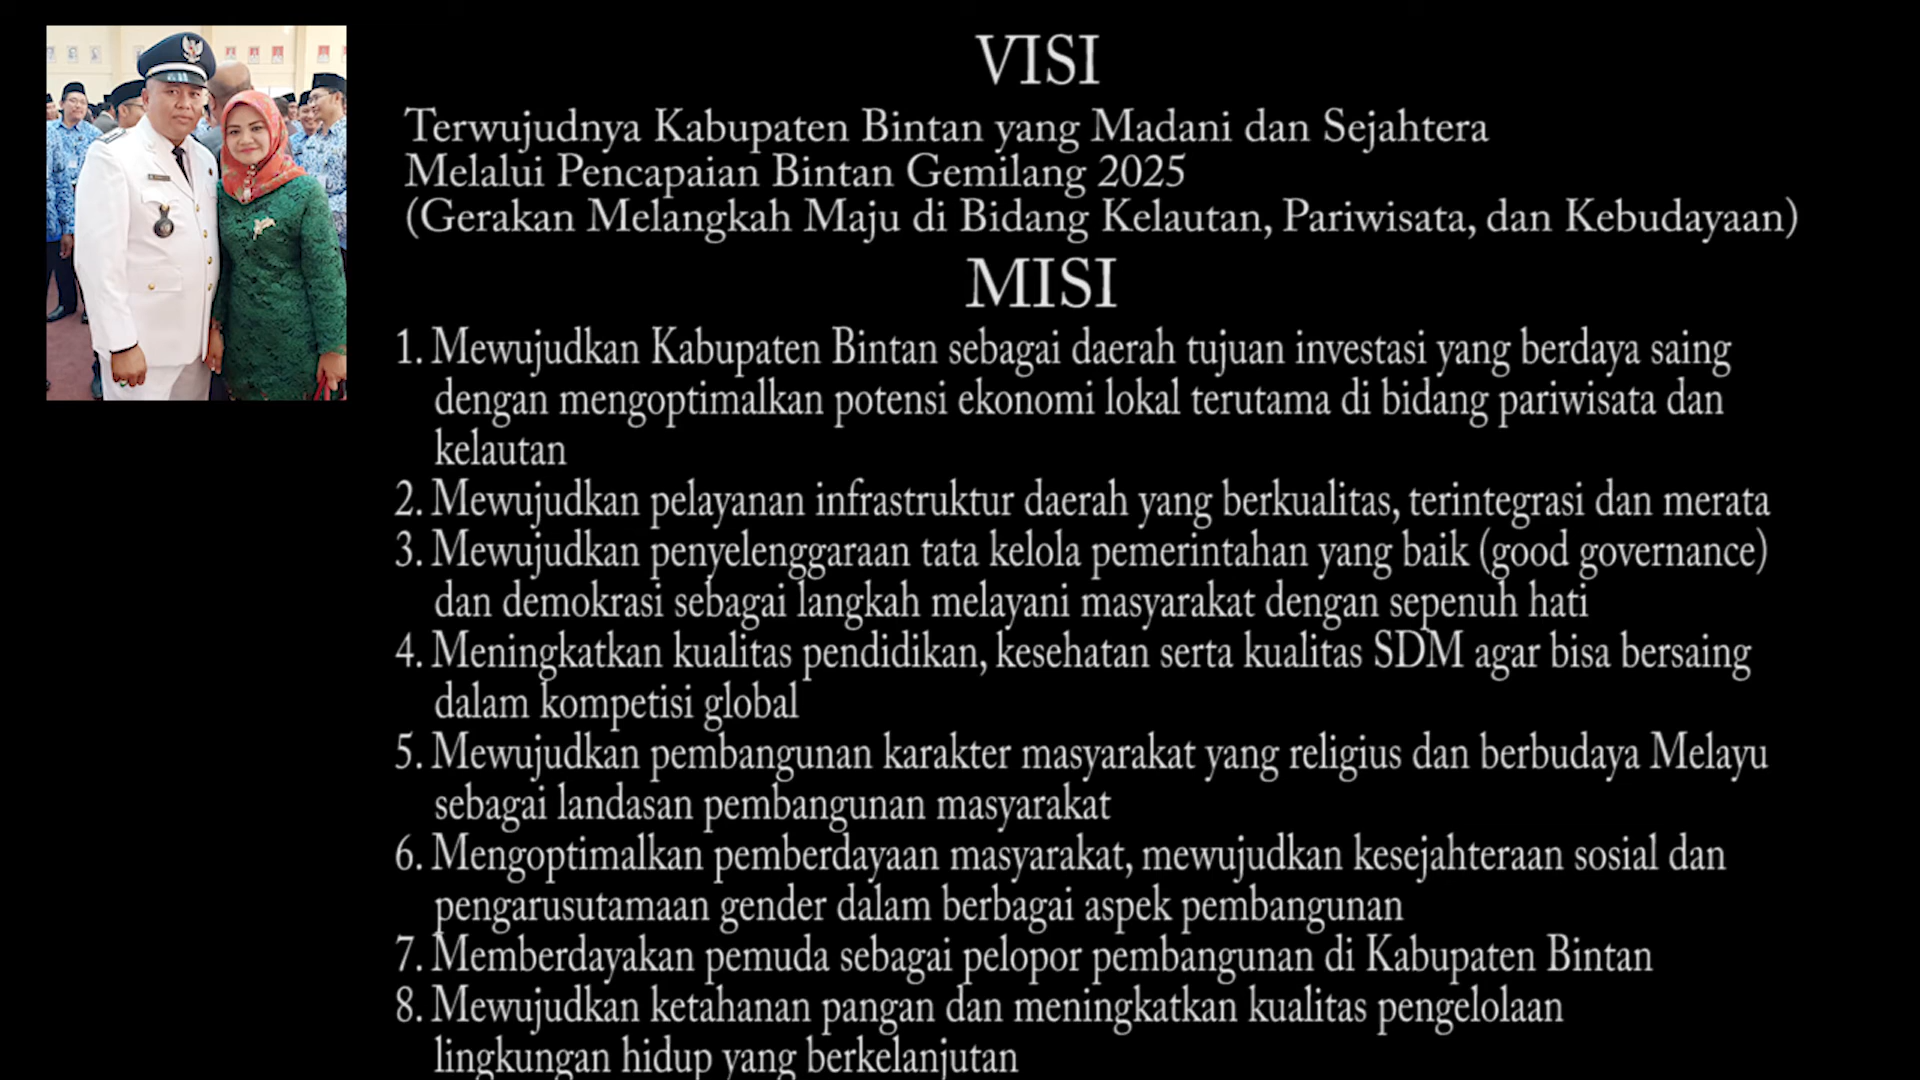 VISI
Terwujudnya Kabupaten Bintan yang Madani dan Sejahtera
Melalui Pencapaian Bintan Gemilang 2025
(Gerakan Melangkah Maju di Bidang Kelautan, Pariwisata, dan Kebudayaan)
MISI
1. Mewujudkan Kabupaten Bintan sebagai daerah tujuan investasi yang berdaya saing
dengan mengoptimalkan potensi ekonomi lokal terutama di bidang pariwisata dan
kelautan
2. Mewujudkan pelayanan infrastruktur daerah yang berkualitas, terintegrasi dan merata
3. Mewujudkan penyelenggaraan tata kelola pemerintahan yang baik (good governance)
dan demokrasi sebagai langkah melayani masyarakat dengan sepenuh hati
4. Meningkatkan kualitas pendidikan, kesehatan serta kualitas SDM agar bisa bersaing
dalam kompetisi global
5. Mewujudkan pembangunan karakter masyarakat yang religius dan berbudaya Melayu
sebagai landasan pembangunan masyarakat
6. Mengoptimalkan pemberdayaan masyarakat, mewujudkan kesejahteraan sosial dan
pengarusutamaan gender dalam berbagai aspek pembangunan
7. Memberdayakan pemuda sebagai pelopor pembangunan di Kabupaten Bintan
8. Mewujudkan ketahanan pangan dan meningkatkan kualitas pengelolaan
lingkungan hidup yang berkelanjutan